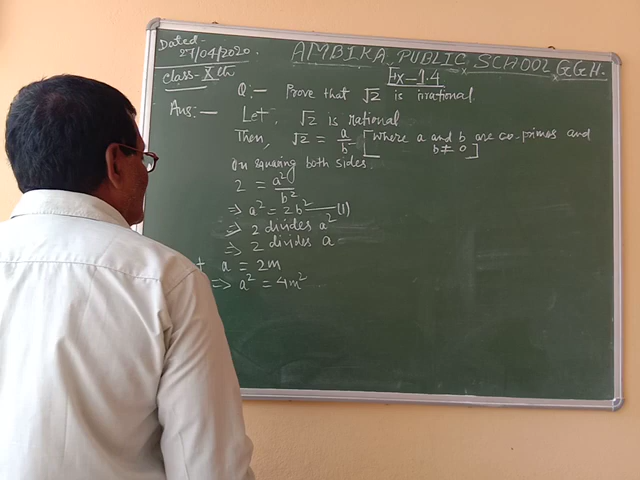 Dated-
27/04/2020.
AMBIKA PUBLIC SCHOOL, G.G.H.
Class-Xth
Ex-1.4
Q:- Prove that √2 is irrational.
Ans:- Let, √2 is rational
Then, √2 = a/b [where a and b are co-primes and b ≠ 0]
On squaring both sides.
2 = a²/b²
⇒ a² = 2b² — (1)
⇒ 2 divides a²
⇒ 2 divides a
a = 2m
⇒ a² = 4m²